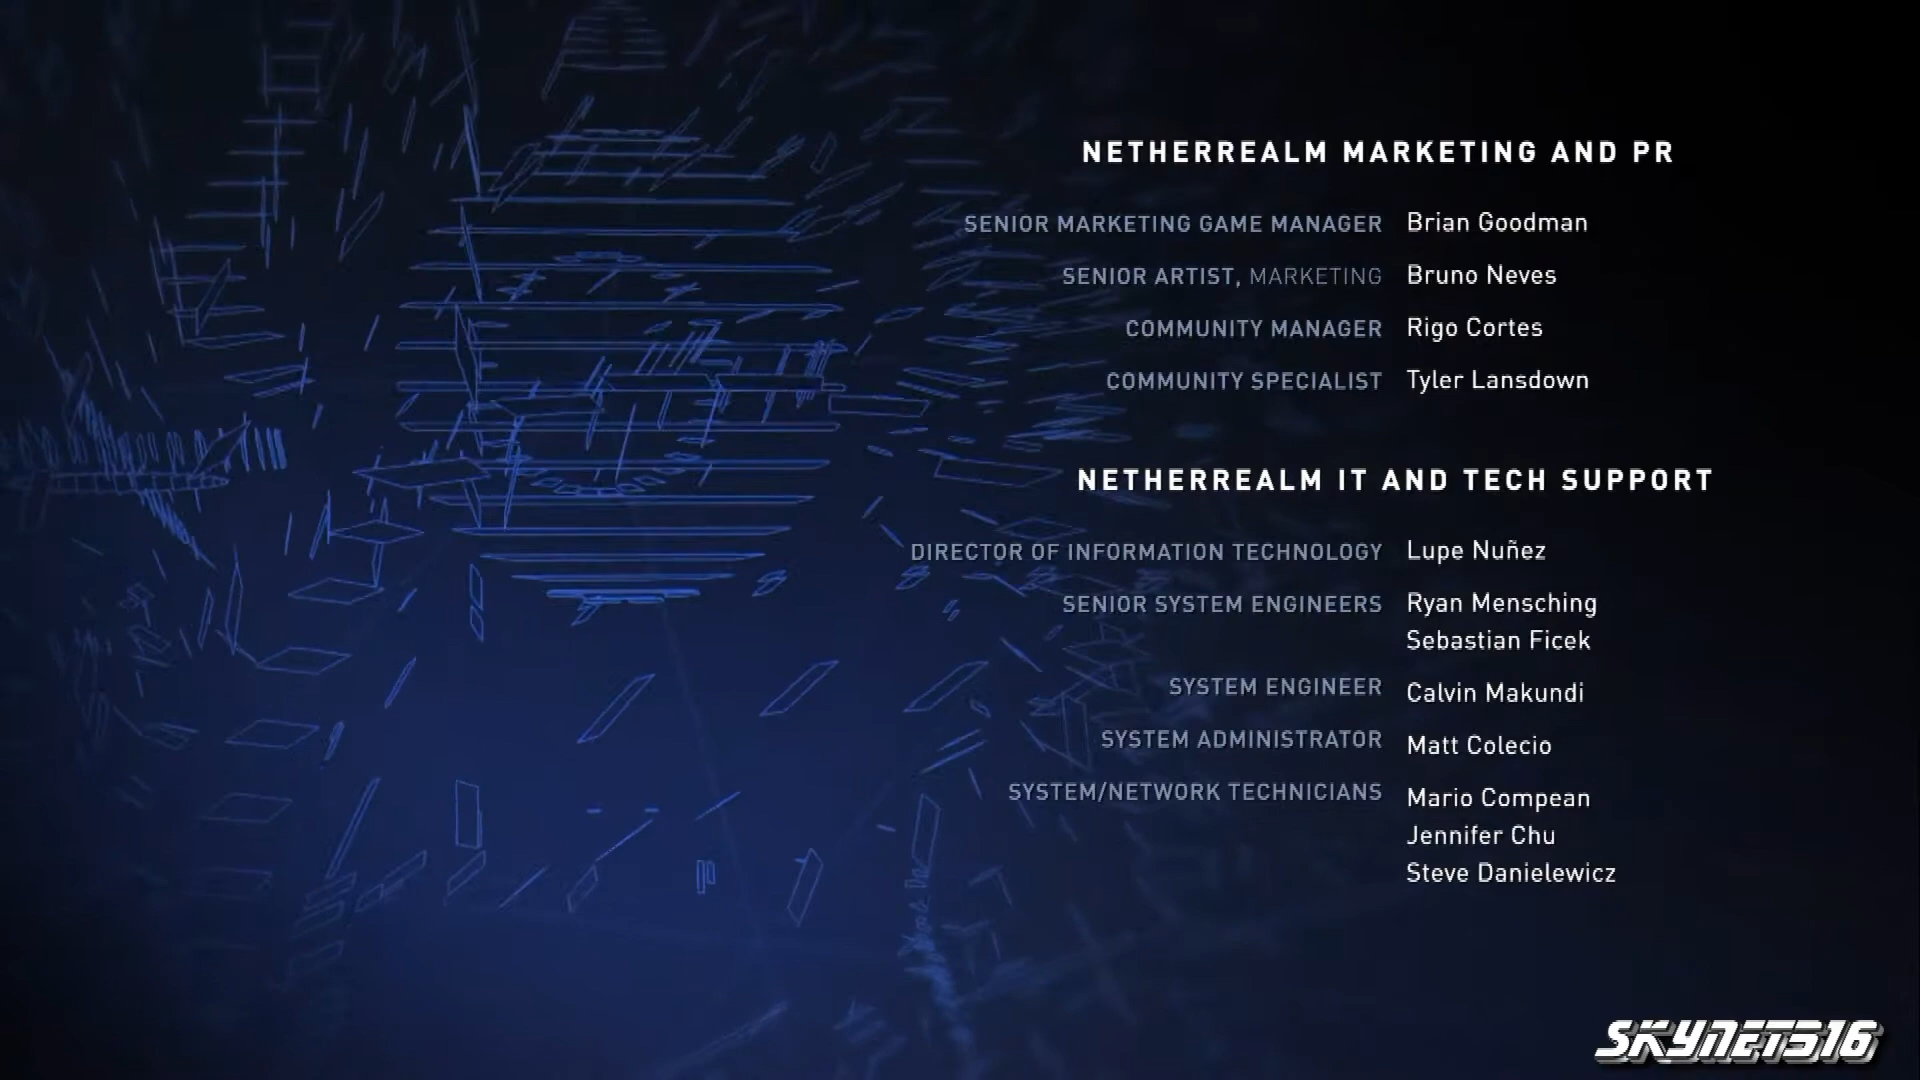 NETHERREALM MARKETING AND PR
SENIOR MARKETING GAME MANAGER Brian Goodman
SENIOR ARTIST, MARKETING Bruno Neves
COMMUNITY MANAGER Rigo Cortes
COMMUNITY SPECIALIST Tyler Lansdown
NETHERREALM IT AND TECH SUPPORT
DIRECTOR OF INFORMATION TECHNOLOGY Lupe Nuñez
SENIOR SYSTEM ENGINEERS Ryan Mensching
Sebastian Ficek
SYSTEM ENGINEER Calvin Makundi
SYSTEM ADMINISTRATOR Matt Colecio
SYSTEM/NETWORK TECHNICIANS Mario Compean
Jennifer Chu
Steve Danielewicz
SKYNET516